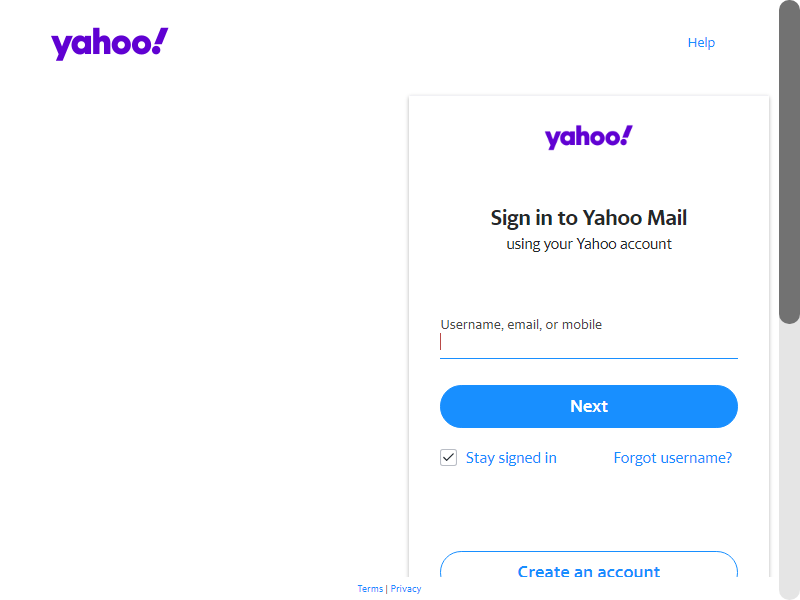 yahoo!
Help
yahoo!
Sign in to Yahoo Mail
using your Yahoo account
Username, email, or mobile
Next
Stay signed in Forgot username?
Create an account
Terms | Privacy